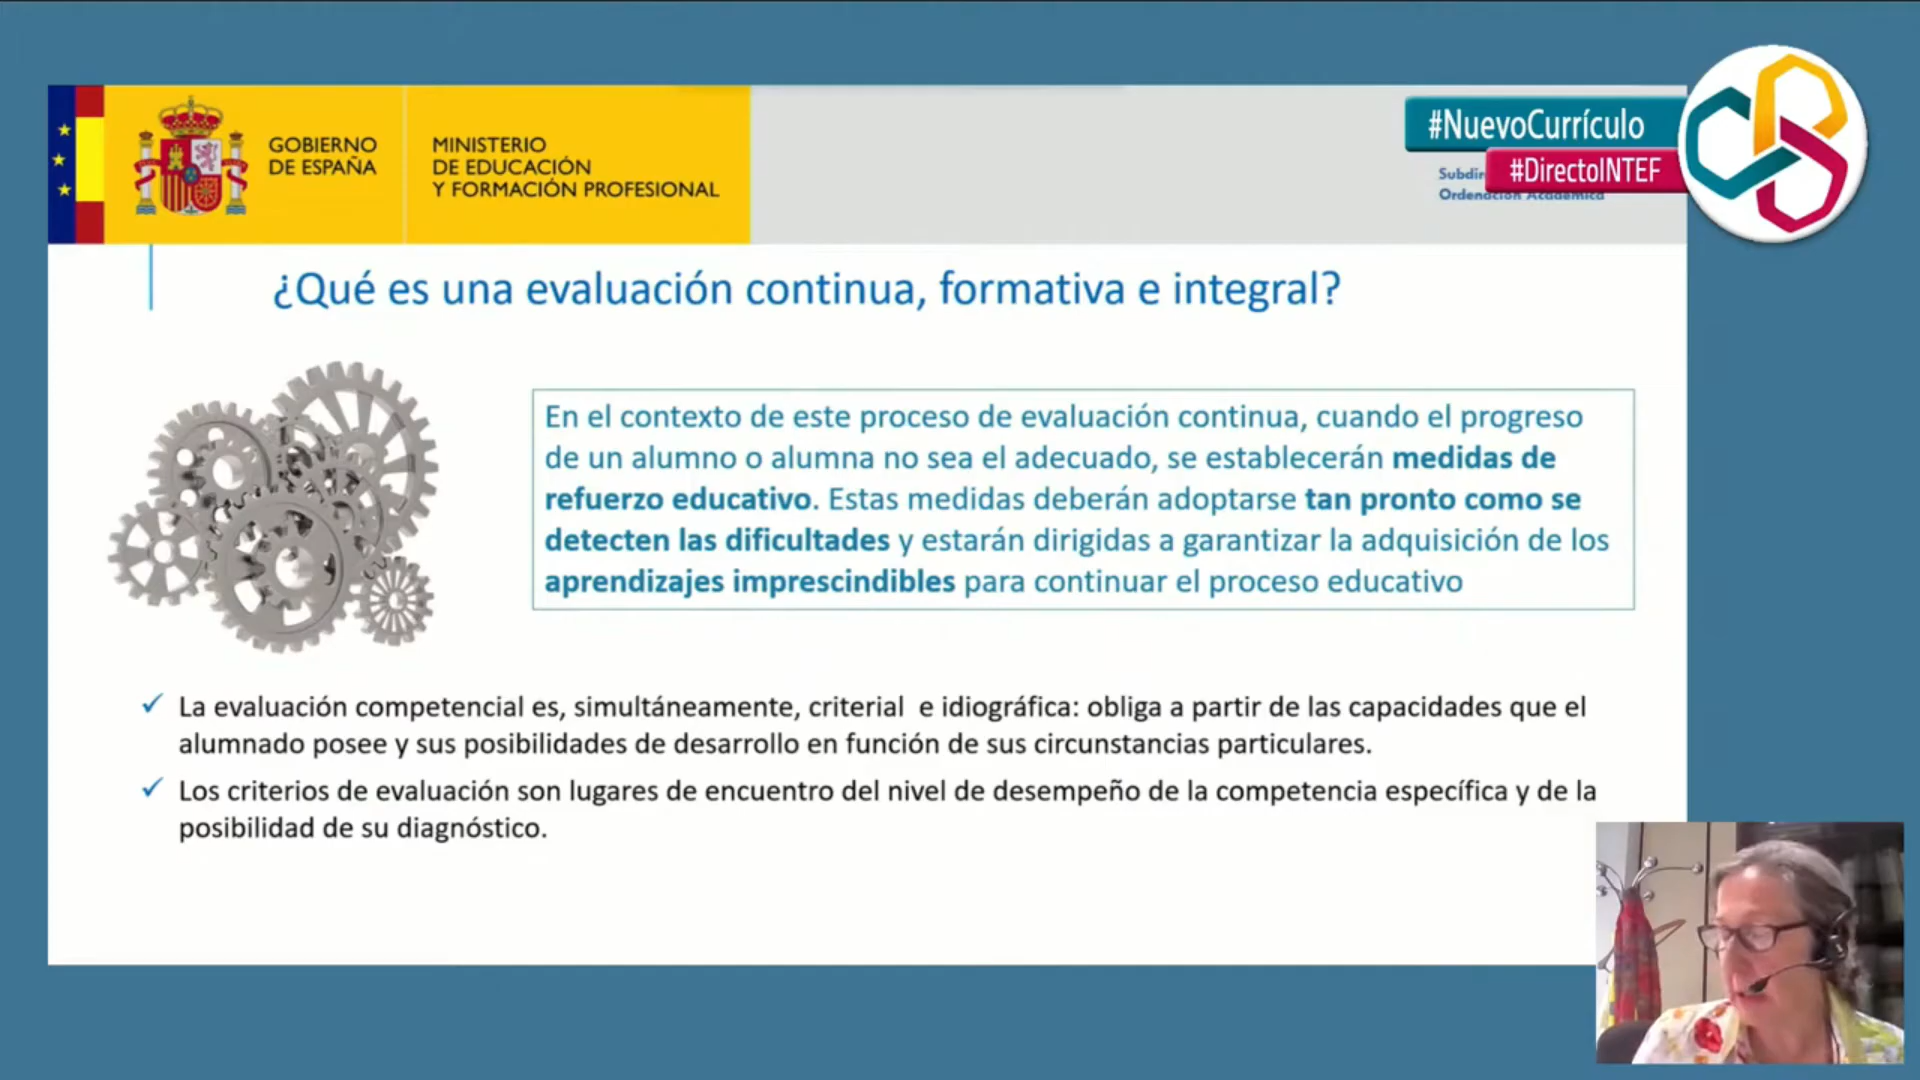 GOBIERNO
DE ESPAÑA
MINISTERIO
DE EDUCACIÓN
Y FORMACIÓN PROFESIONAL
#NuevoCurrículo
#DirectoINTEF
Ordenación Académica
¿Qué es una evaluación continua, formativa e integral?
En el contexto de este proceso de evaluación continua, cuando el progreso
de un alumno o alumna no sea el adecuado, se establecerán medidas de
refuerzo educativo. Estas medidas deberán adoptarse tan pronto como se
detecten las dificultades y estarán dirigidas a garantizar la adquisición de los
aprendizajes imprescindibles para continuar el proceso educativo
La evaluación competencial es, simultáneamente, criterial e idiográfica: obliga a partir de las capacidades que el
alumnado posee y sus posibilidades de desarrollo en función de sus circunstancias particulares.
Los criterios de evaluación son lugares de encuentro del nivel de desempeño de la competencia específica y de la
posibilidad de su diagnóstico.